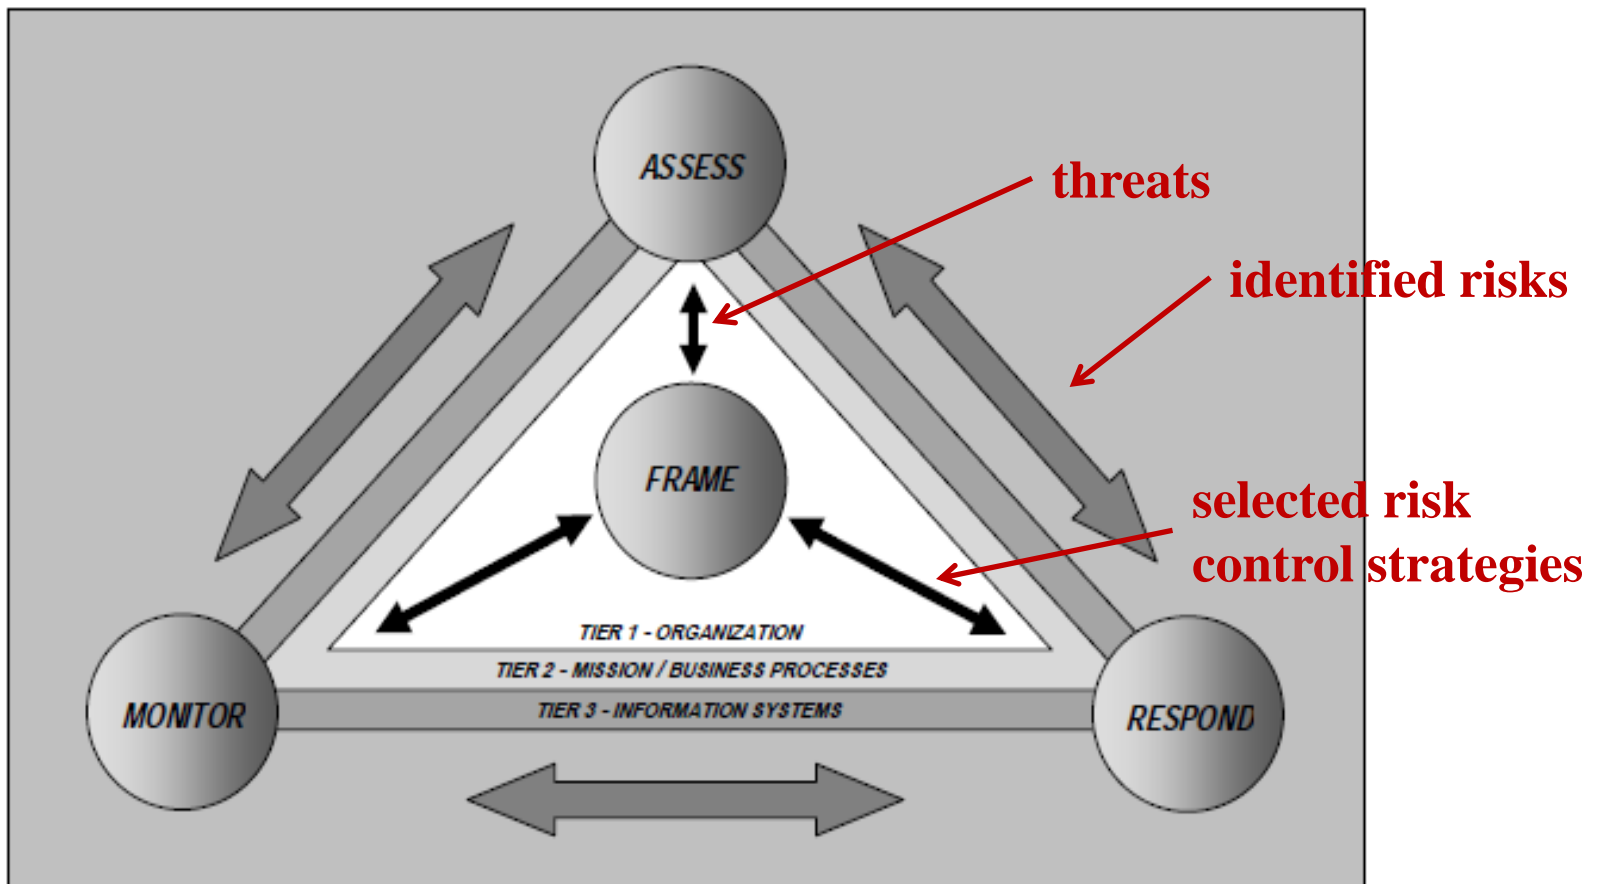 ASSESS
threats
identified risks
FRAME
selected risk
control strategies
TIER 1 - ORGANIZATION
TIER 2 - MISSION / BUSINESS PROCESSES
TIER 3 - INFORMATION SYSTEMS
MONITOR
RESPOND